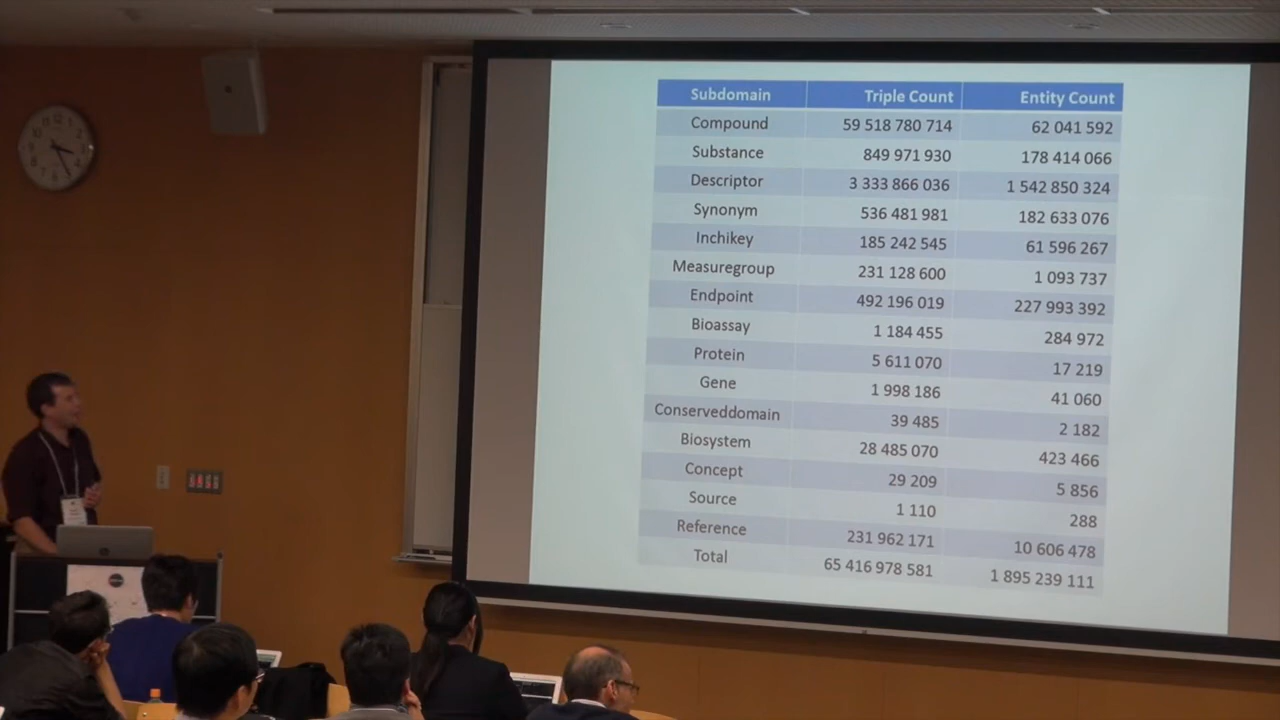 Subdomain Triple Count Entity Count
Compound 59 518 780 714 62 041 592
Substance 849 971 930 178 414 066
Descriptor 3 333 866 036 1 542 850 324
Synonym 536 481 981 182 633 076
Inchikey 185 242 545 61 596 267
Measuregroup 231 128 600 1 093 737
Endpoint 492 196 019 227 993 392
Bioassay 1 184 455 284 972
Protein 5 611 070 17 219
Gene 1 998 186 41 060
Conserveddomain 39 485 2 182
Biosystem 28 485 070 423 466
Concept 29 209 5 856
Source 1 110 288
Reference 231 962 171 10 606 478
Total 65 416 978 581 1 895 239 111